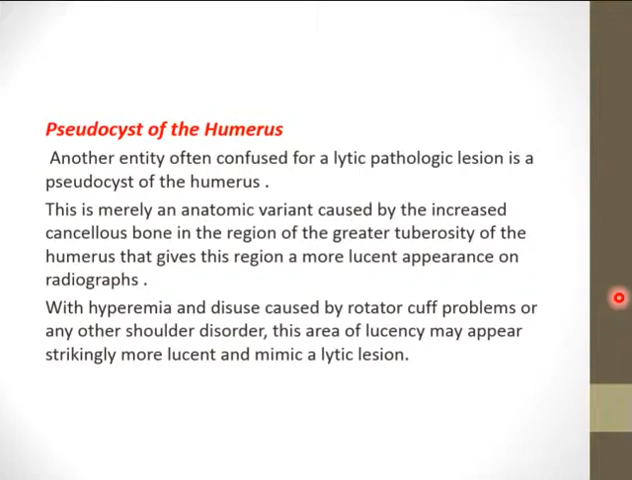 Pseudocyst of the Humerus
Another entity often confused for a lytic pathologic lesion is a
pseudocyst of the humerus .
This is merely an anatomic variant caused by the increased
cancellous bone in the region of the greater tuberosity of the
humerus that gives this region a more lucent appearance on
radiographs .
With hyperemia and disuse caused by rotator cuff problems or
any other shoulder disorder, this area of lucency may appear
strikingly more lucent and mimic a lytic lesion.